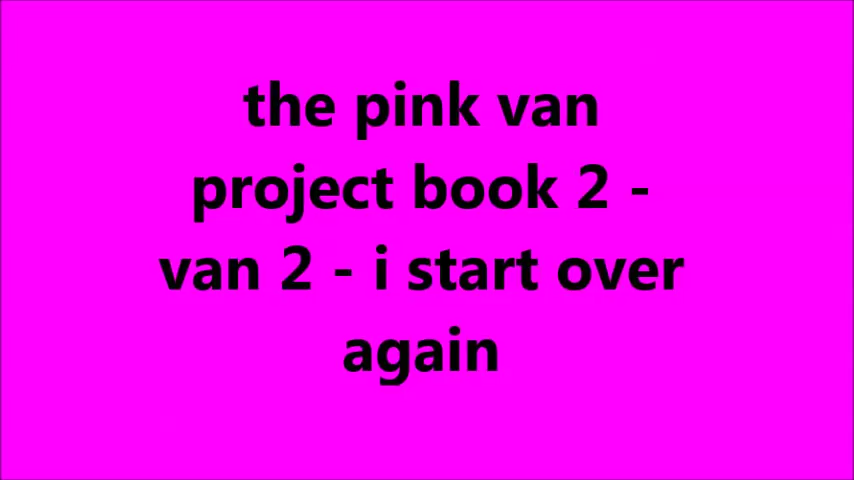 the pink van
project book 2 -
van 2 - i start over
again